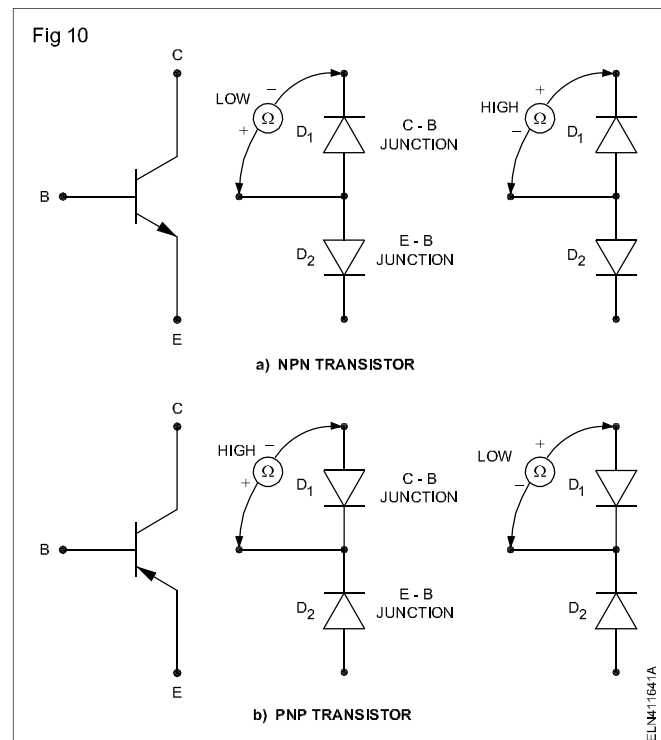 Fig 10
C
B
E
LOW
−
+
Ω
D1
C - B
JUNCTION
D2
E - B
JUNCTION
HIGH
+
−
Ω
D1
D2
a) NPN TRANSISTOR
C
B
E
HIGH
−
+
Ω
D1
C - B
JUNCTION
D2
E - B
JUNCTION
LOW
+
−
Ω
D1
D2
b) PNP TRANSISTOR
ELN411641A